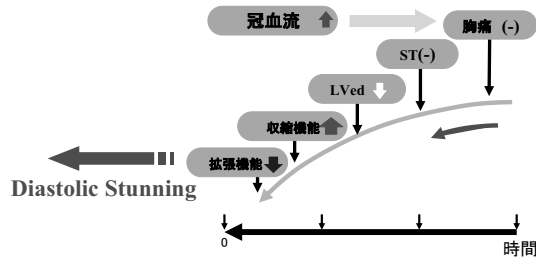 冠血流
胸痛 (-)
ST(-)
LVed
収縮機能
拡張機能
Diastolic Stunning
0
時間